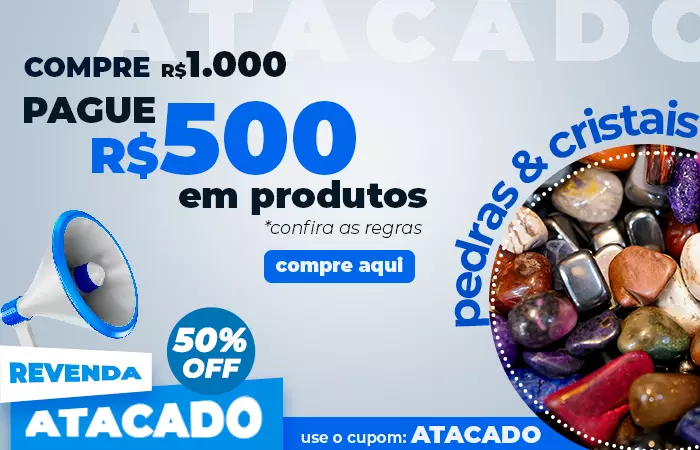 ATACADO
COMPRE R$1.000
PAGUE
R$500
em produtos
*confira as regras
compre aqui
pedras & cristais
50%
OFF
REVENDA
ATACADO
use o cupom: ATACADO